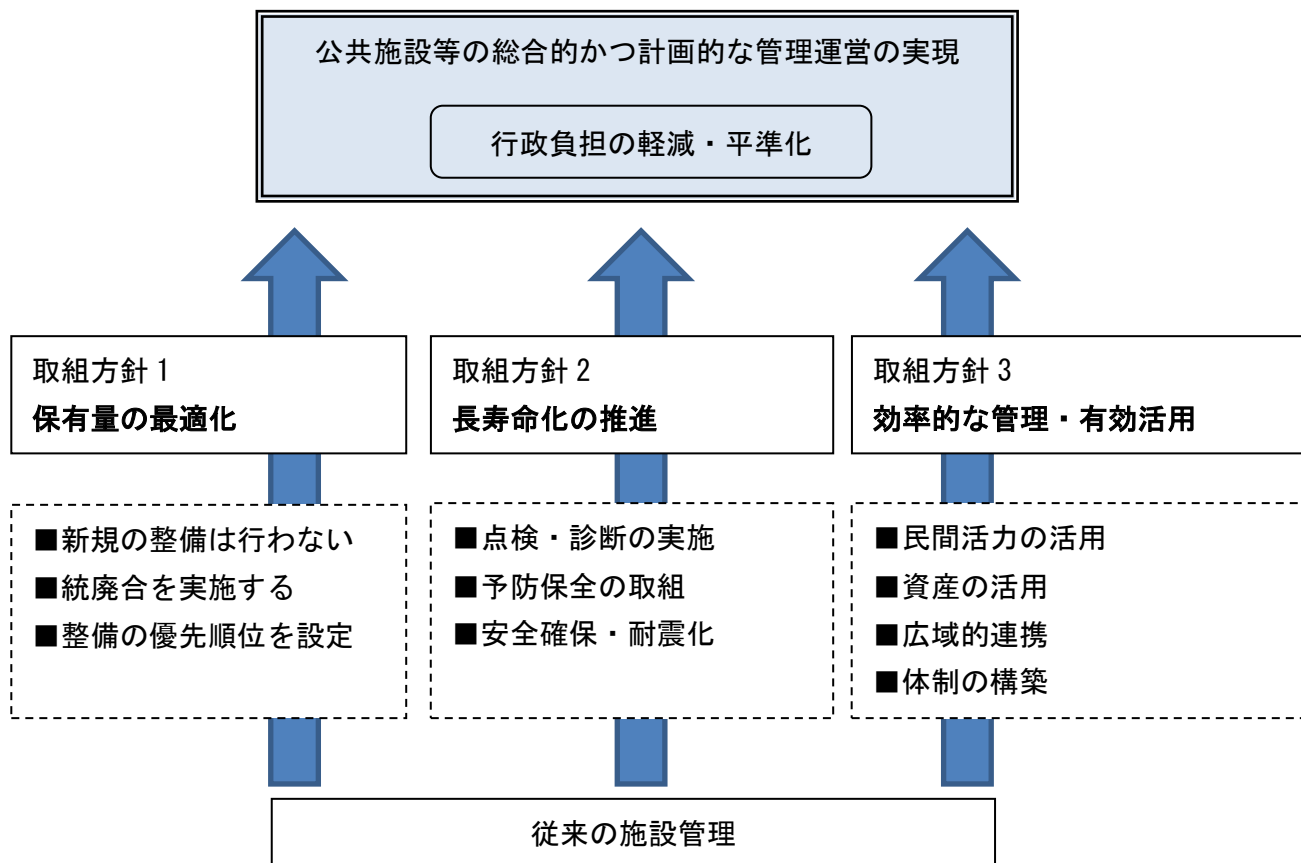 公共施設等の総合的かつ計画的な管理運営の実現
行政負担の軽減・平準化
取組方針1
保有量の最適化
■新規の整備は行わない
■統廃合を実施する
■整備の優先順位を設定
取組方針2
長寿命化の推進
■点検・診断の実施
■予防保全の取組
■安全確保・耐震化
取組方針3
効率的な管理・有効活用
■民間活力の活用
■資産の活用
■広域的連携
■体制の構築
従来の施設管理